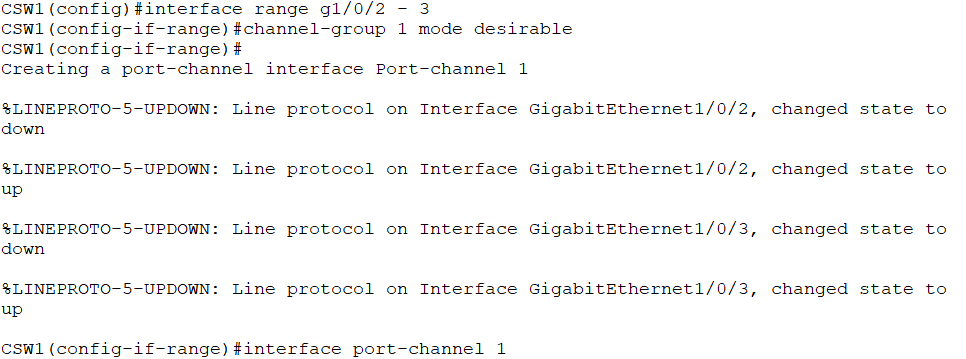 CSW1(config)#interface range g1/0/2 - 3
CSW1(config-if-range)#channel-group 1 mode desirable
CSW1(config-if-range)#
Creating a port-channel interface Port-channel 1
%LINEPROTO-5-UPDOWN: Line protocol on Interface GigabitEthernet1/0/2, changed state to
down
%LINEPROTO-5-UPDOWN: Line protocol on Interface GigabitEthernet1/0/2, changed state to
up
%LINEPROTO-5-UPDOWN: Line protocol on Interface GigabitEthernet1/0/3, changed state to
down
%LINEPROTO-5-UPDOWN: Line protocol on Interface GigabitEthernet1/0/3, changed state to
up
CSW1(config-if-range)#interface port-channel 1